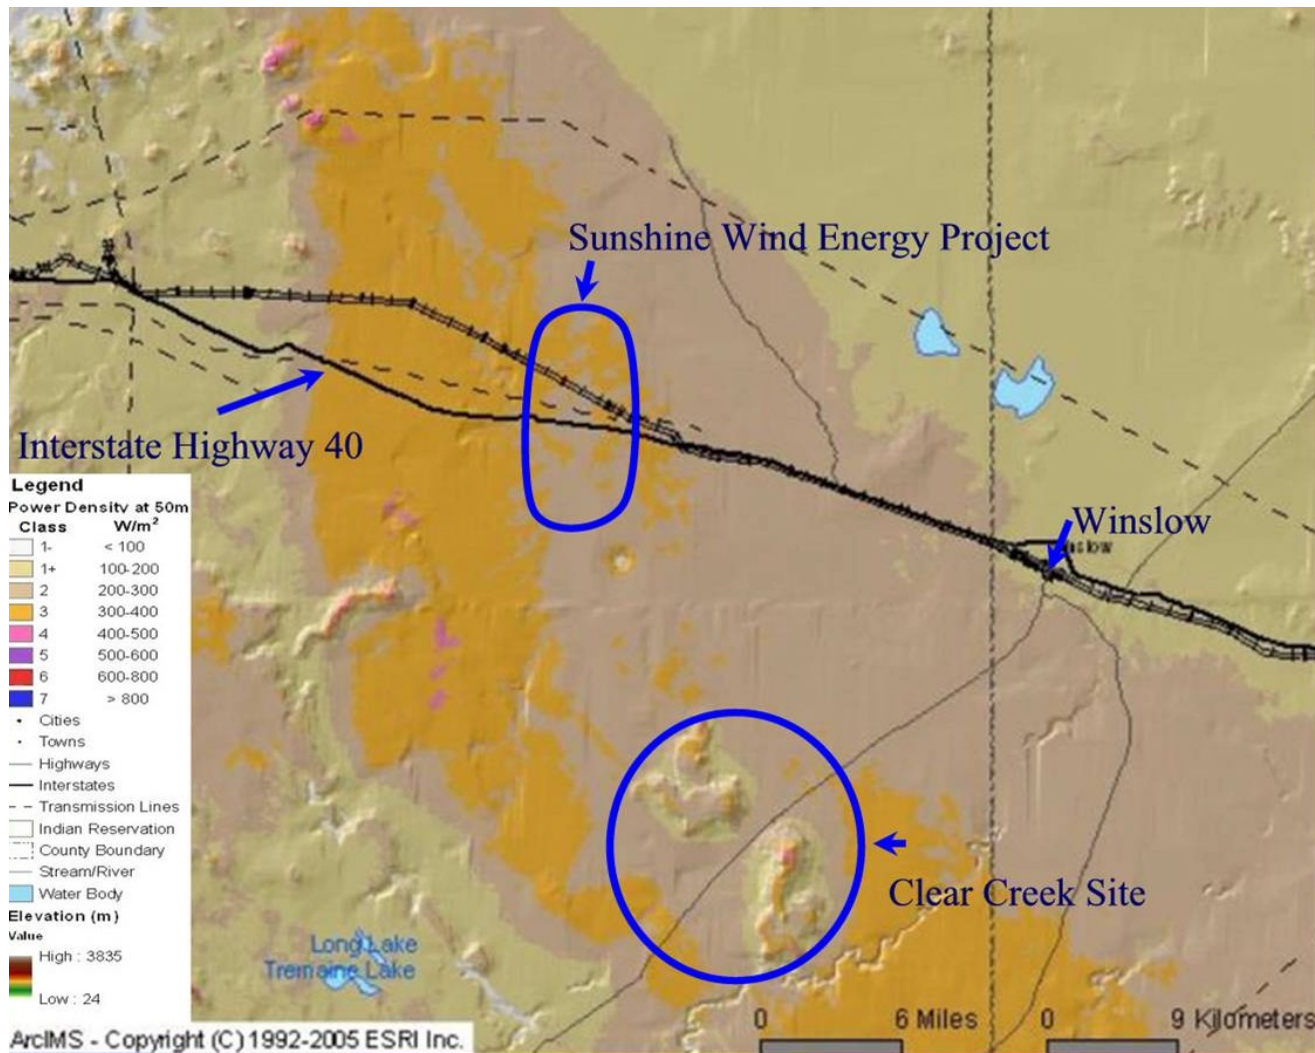 Sunshine Wind Energy Project
Interstate Highway 40
Winslow
Clear Creek Site
Long Lake
Tremaine Lake
Legend
Power Density at 50m
Class W/m²
1- < 100
1+ 100-200
2 200-300
3 300-400
4 400-500
5 500-600
6 600-800
7 > 800
Cities
Towns
Highways
Interstates
Transmission Lines
Indian Reservation
County Boundary
Stream/River
Water Body
Elevation (m)
Value
High : 3835
Low : 24
0 6 Miles 0 9 Kilometers
ArcIMS - Copyright (C) 1992-2005 ESRI Inc.